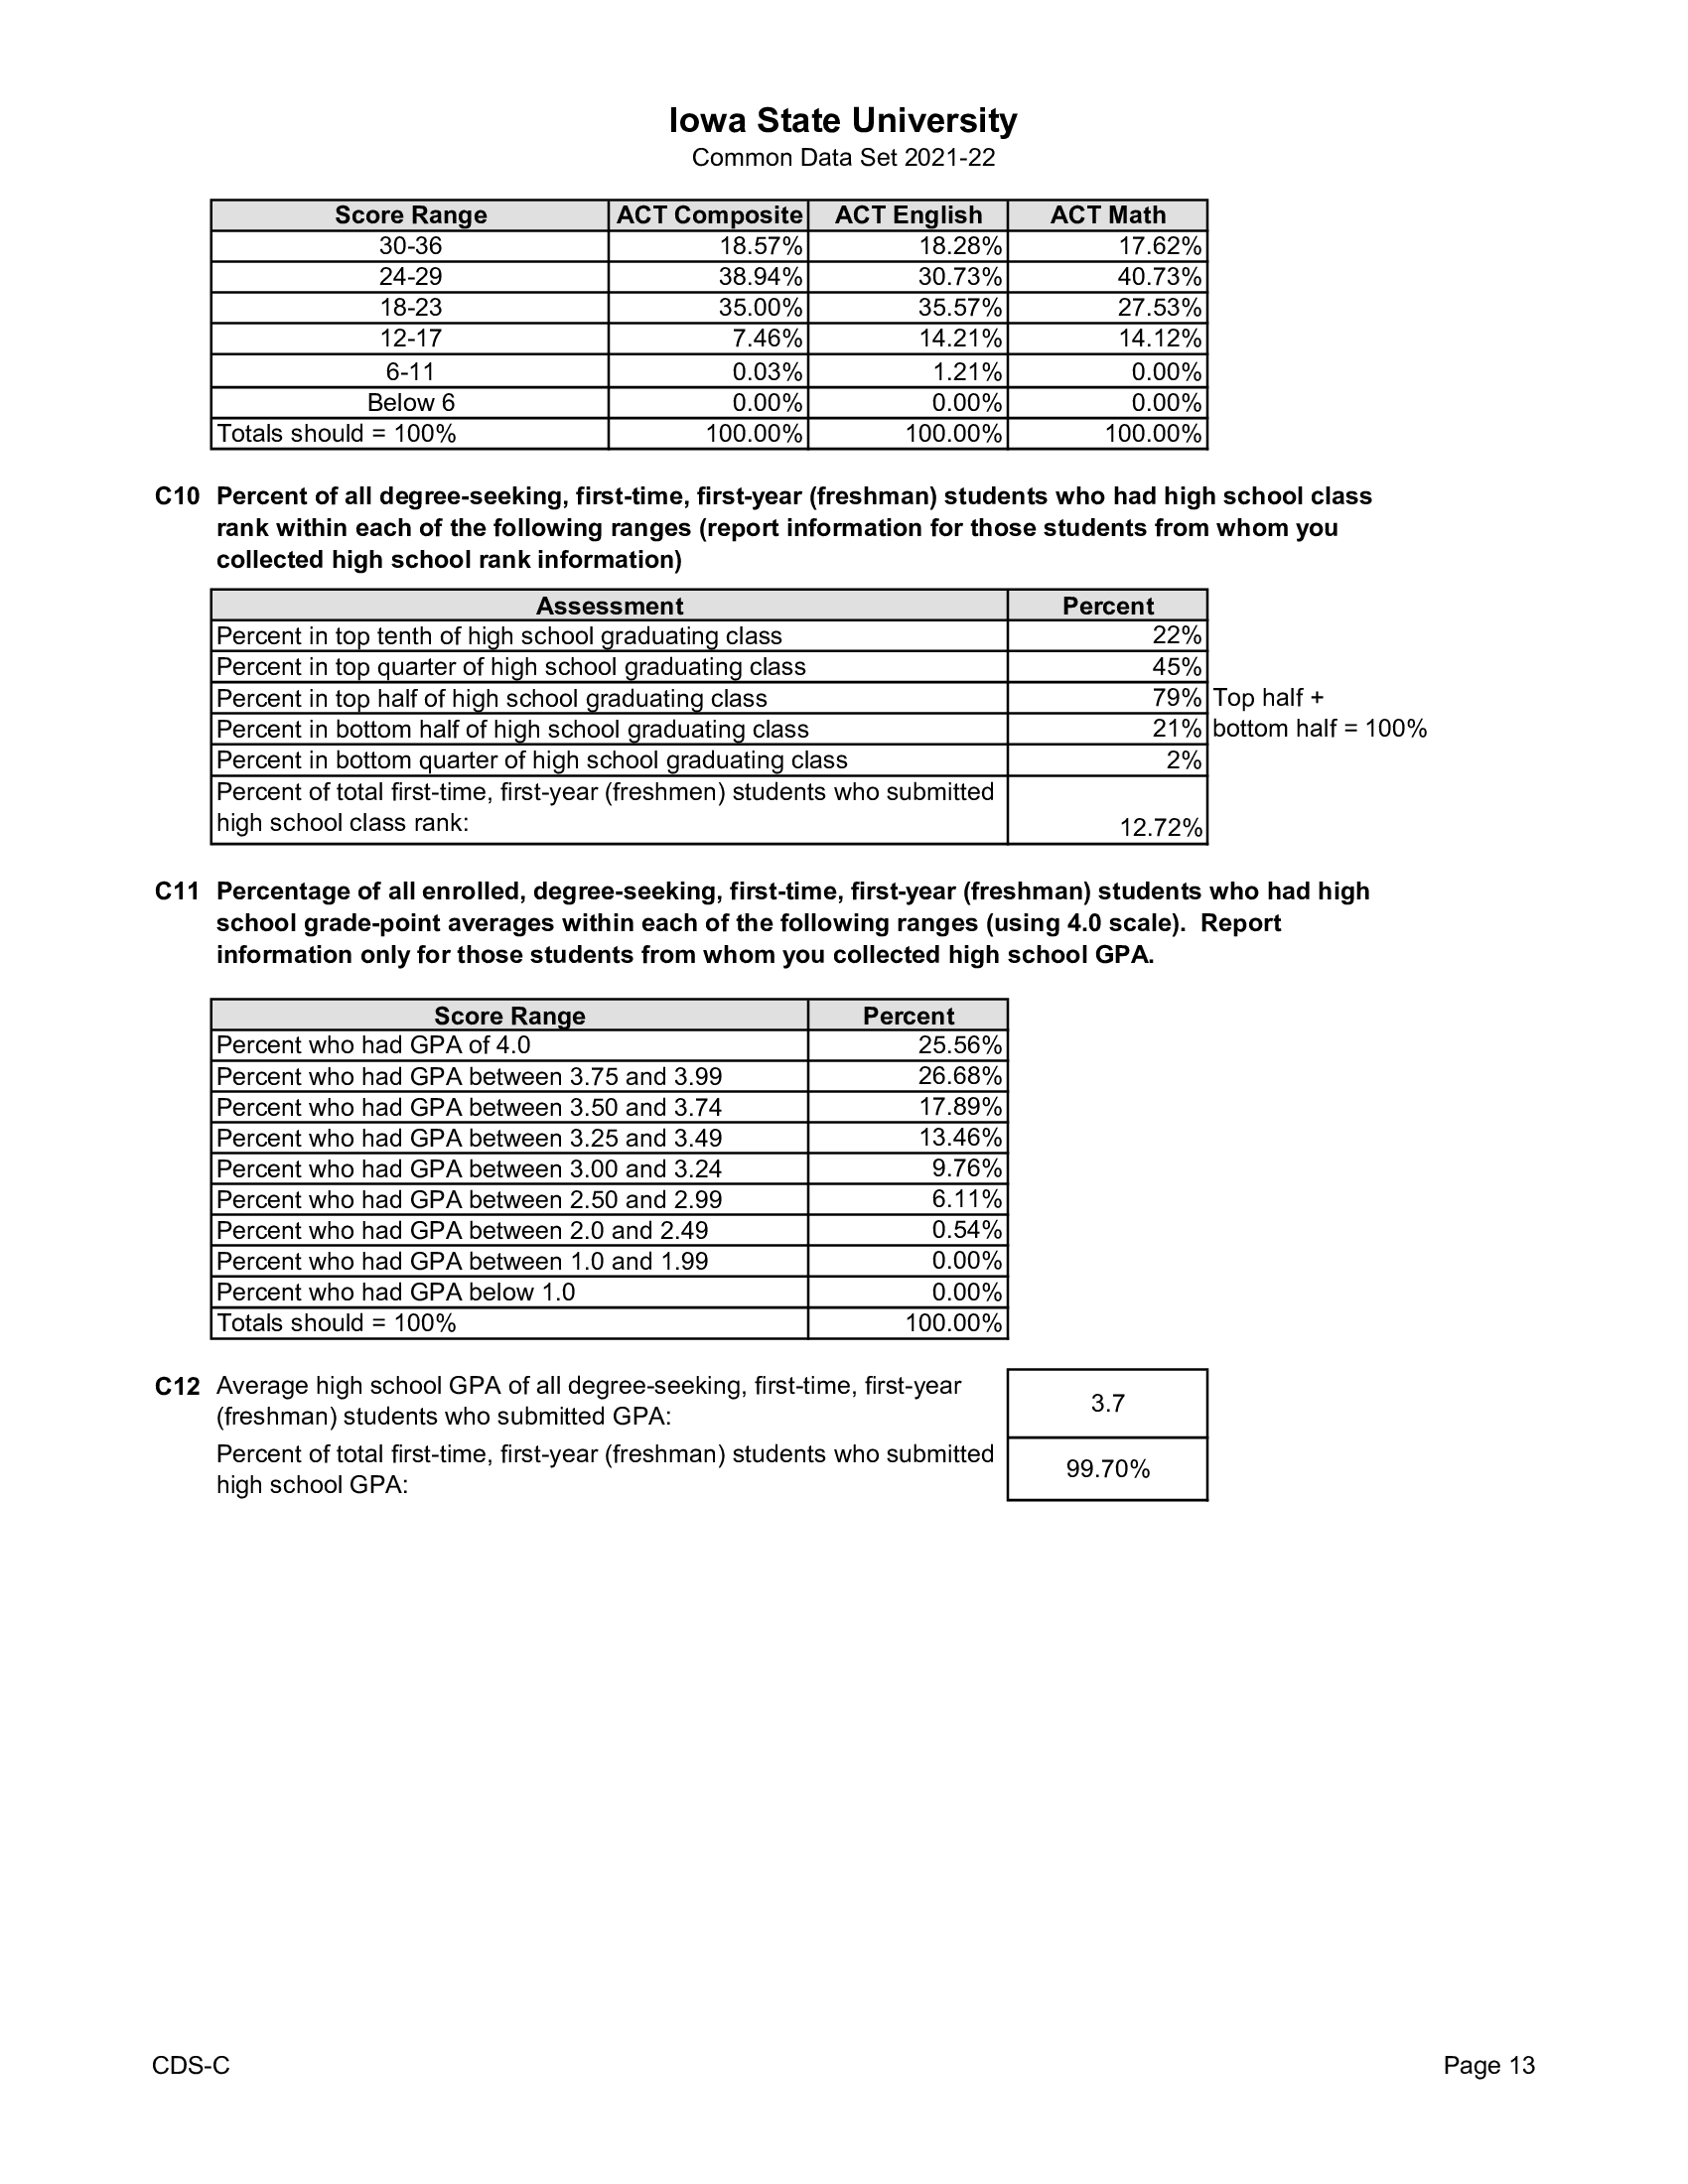 Iowa State University
Common Data Set 2021-22
Score Range ACT Composite ACT English ACT Math
30-36 18.57% 18.28% 17.62%
24-29 38.94% 30.73% 40.73%
18-23 35.00% 35.57% 27.53%
12-17 7.46% 14.21% 14.12%
6-11 0.03% 1.21% 0.00%
Below 6 0.00% 0.00% 0.00%
Totals should = 100% 100.00% 100.00% 100.00%
C10 Percent of all degree-seeking, first-time, first-year (freshman) students who had high school class
rank within each of the following ranges (report information for those students from whom you
collected high school rank information)
Assessment Percent
Percent in top tenth of high school graduating class 22%
Percent in top quarter of high school graduating class 45%
Percent in top half of high school graduating class 79% Top half +
Percent in bottom half of high school graduating class 21% bottom half = 100%
Percent in bottom quarter of high school graduating class 2%
Percent of total first-time, first-year (freshmen) students who submitted
high school class rank: 12.72%
C11 Percentage of all enrolled, degree-seeking, first-time, first-year (freshman) students who had high
school grade-point averages within each of the following ranges (using 4.0 scale). Report
information only for those students from whom you collected high school GPA.
Score Range Percent
Percent who had GPA of 4.0 25.56%
Percent who had GPA between 3.75 and 3.99 26.68%
Percent who had GPA between 3.50 and 3.74 17.89%
Percent who had GPA between 3.25 and 3.49 13.46%
Percent who had GPA between 3.00 and 3.24 9.76%
Percent who had GPA between 2.50 and 2.99 6.11%
Percent who had GPA between 2.0 and 2.49 0.54%
Percent who had GPA between 1.0 and 1.99 0.00%
Percent who had GPA below 1.0 0.00%
Totals should = 100% 100.00%
C12 Average high school GPA of all degree-seeking, first-time, first-year
(freshman) students who submitted GPA: 3.7
Percent of total first-time, first-year (freshman) students who submitted
high school GPA: 99.70%
CDS-C Page 13